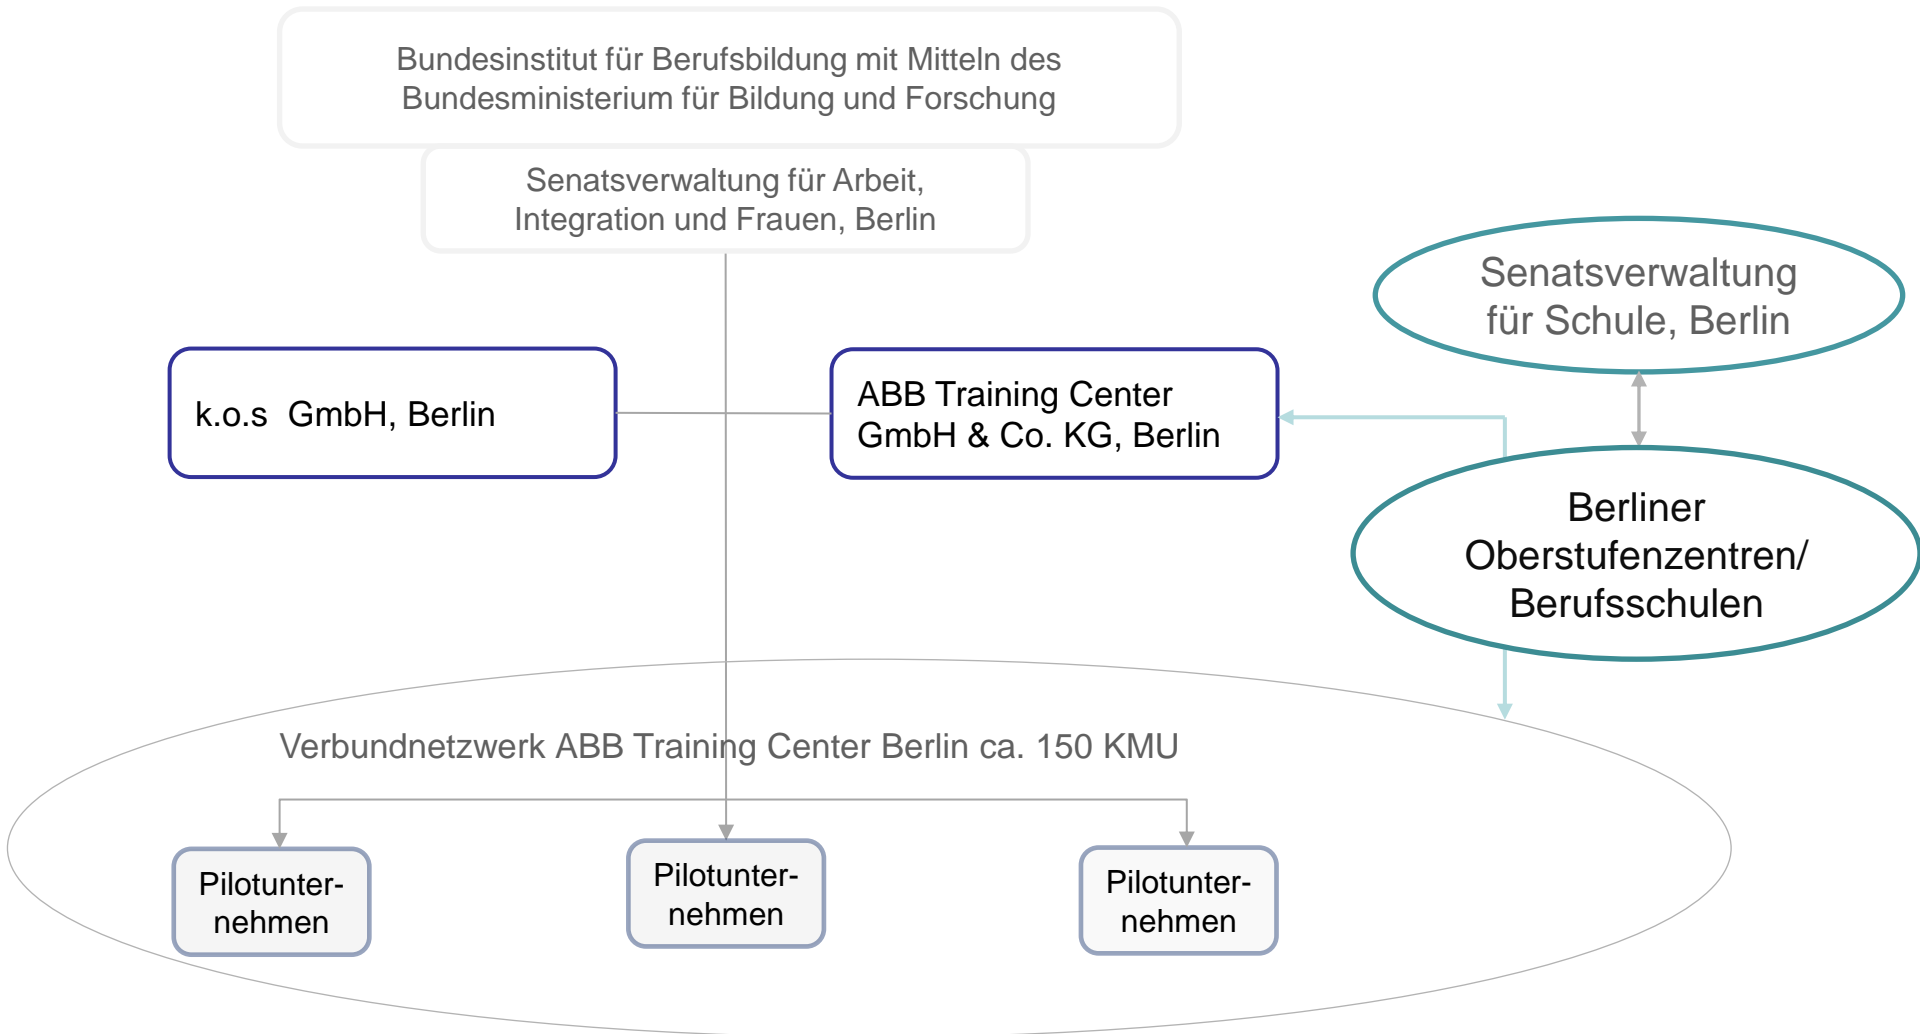 Bundesinstitut für Berufsbildung mit Mitteln des
Bundesministerium für Bildung und Forschung
Senatsverwaltung für Arbeit,
Integration und Frauen, Berlin
Senatsverwaltung
für Schule, Berlin
k.o.s  GmbH, Berlin
ABB Training Center
GmbH & Co. KG, Berlin
Berliner
Oberstufenzentren/
Berufsschulen
Verbundnetzwerk ABB Training Center Berlin ca. 150 KMU
Pilotunter-
nehmen
Pilotunter-
nehmen
Pilotunter-
nehmen